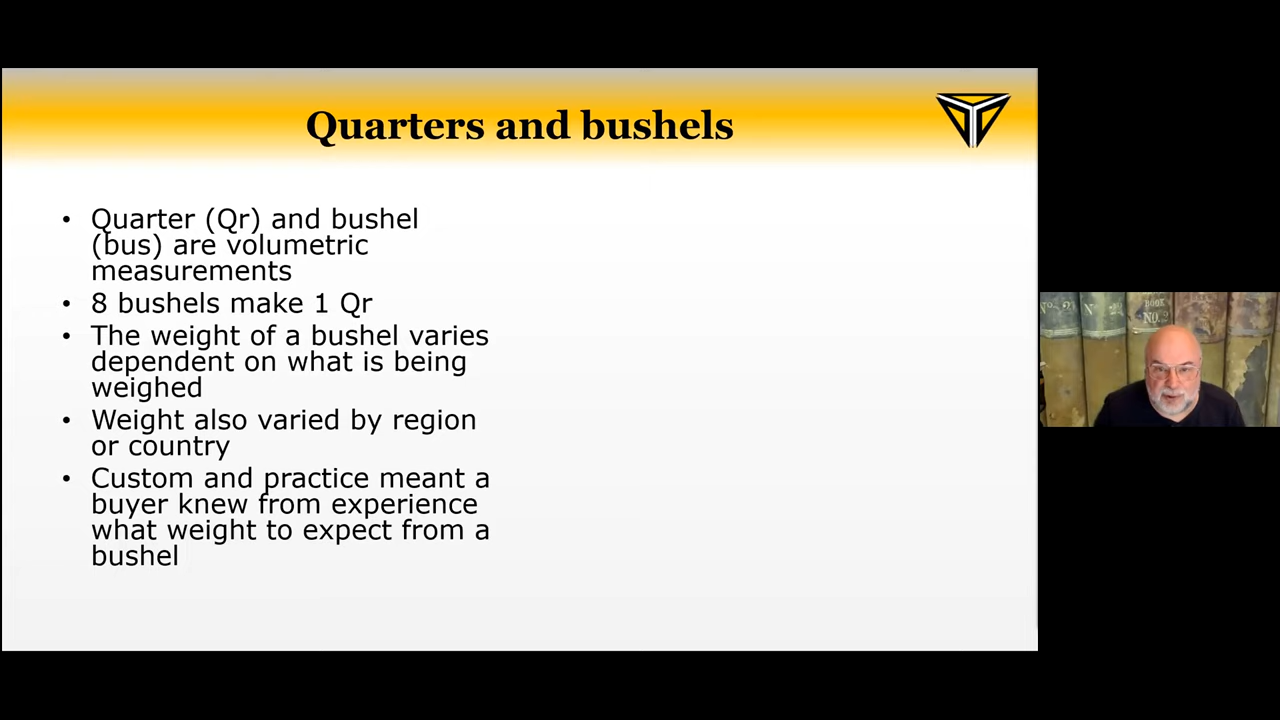 Quarters and bushels
• Quarter (Qr) and bushel
(bus) are volumetric
measurements
• 8 bushels make 1 Qr
• The weight of a bushel varies
dependent on what is being
weighed
• Weight also varied by region
or country
• Custom and practice meant a
buyer knew from experience
what weight to expect from a
bushel
BOOK
NO.